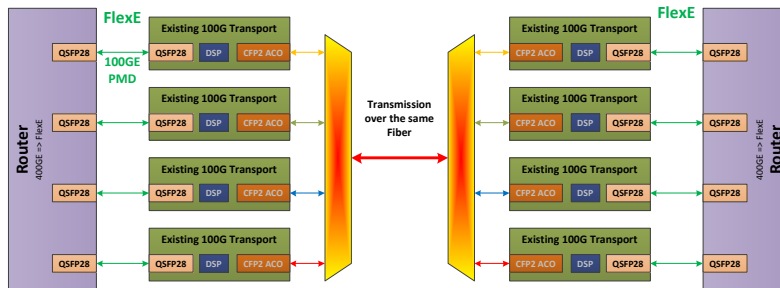 FlexE
FlexE
Existing 100G Transport
Existing 100G Transport
QSFP28
QSFP28
DSP
CFP2 ACO
CFP2 ACO
DSP
QSFP28
QSFP28
100GE
PMD
Existing 100G Transport
Existing 100G Transport
Transmission
over the same
Fiber
QSFP28
QSFP28
DSP
CFP2 ACO
CFP2 ACO
DSP
QSFP28
QSFP28
Router
400GE => FlexE
Router
400GE => FlexE
Existing 100G Transport
Existing 100G Transport
QSFP28
QSFP28
DSP
CFP2 ACO
CFP2 ACO
DSP
QSFP28
QSFP28
Existing 100G Transport
Existing 100G Transport
QSFP28
QSFP28
DSP
CFP2 ACO
CFP2 ACO
DSP
QSFP28
QSFP28